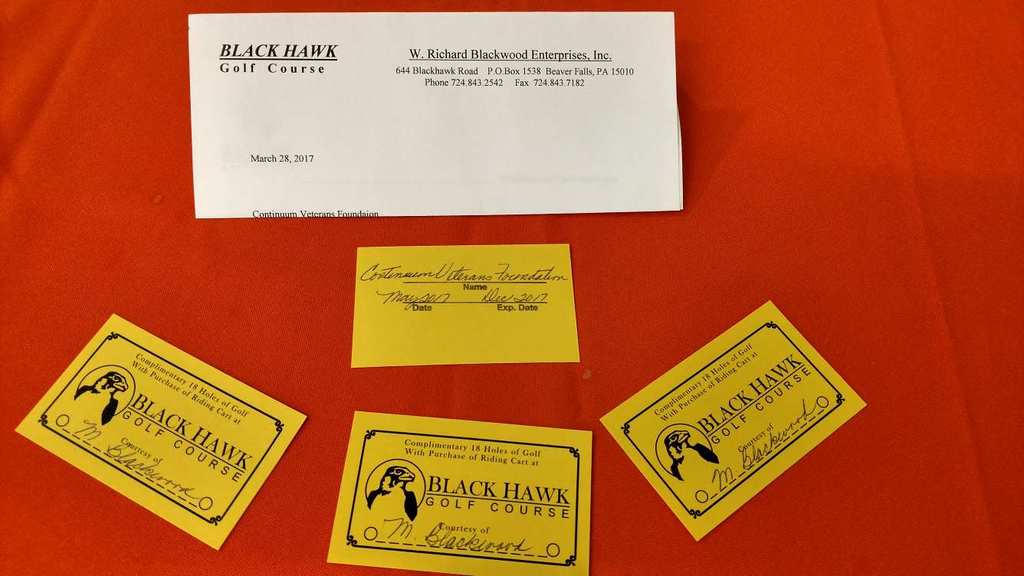 BLACK HAWK
Golf Course
W. Richard Blackwood Enterprises, Inc.
644 Blackhawk Road P.O.Box 1538 Beaver Falls, PA 15010
Phone 724.843.2542 Fax 724.843.7182
March 28, 2017
Continuum Veterans Foundaion
Continuum Veterans Foundation
Name
May 2017 Dec 2017
Date Exp. Date
Complimentary 18 Holes of Golf
With Purchase of Riding Cart at
BLACK HAWK
GOLF COURSE
Courtesy of
M. Blackwood
Complimentary 18 Holes of Golf
With Purchase of Riding Cart at
BLACK HAWK
GOLF COURSE
Courtesy of
M. Blackwood
Complimentary 18 Holes of Golf
With Purchase of Riding Cart at
BLACK HAWK
GOLF COURSE
Courtesy of
M. Blackwood